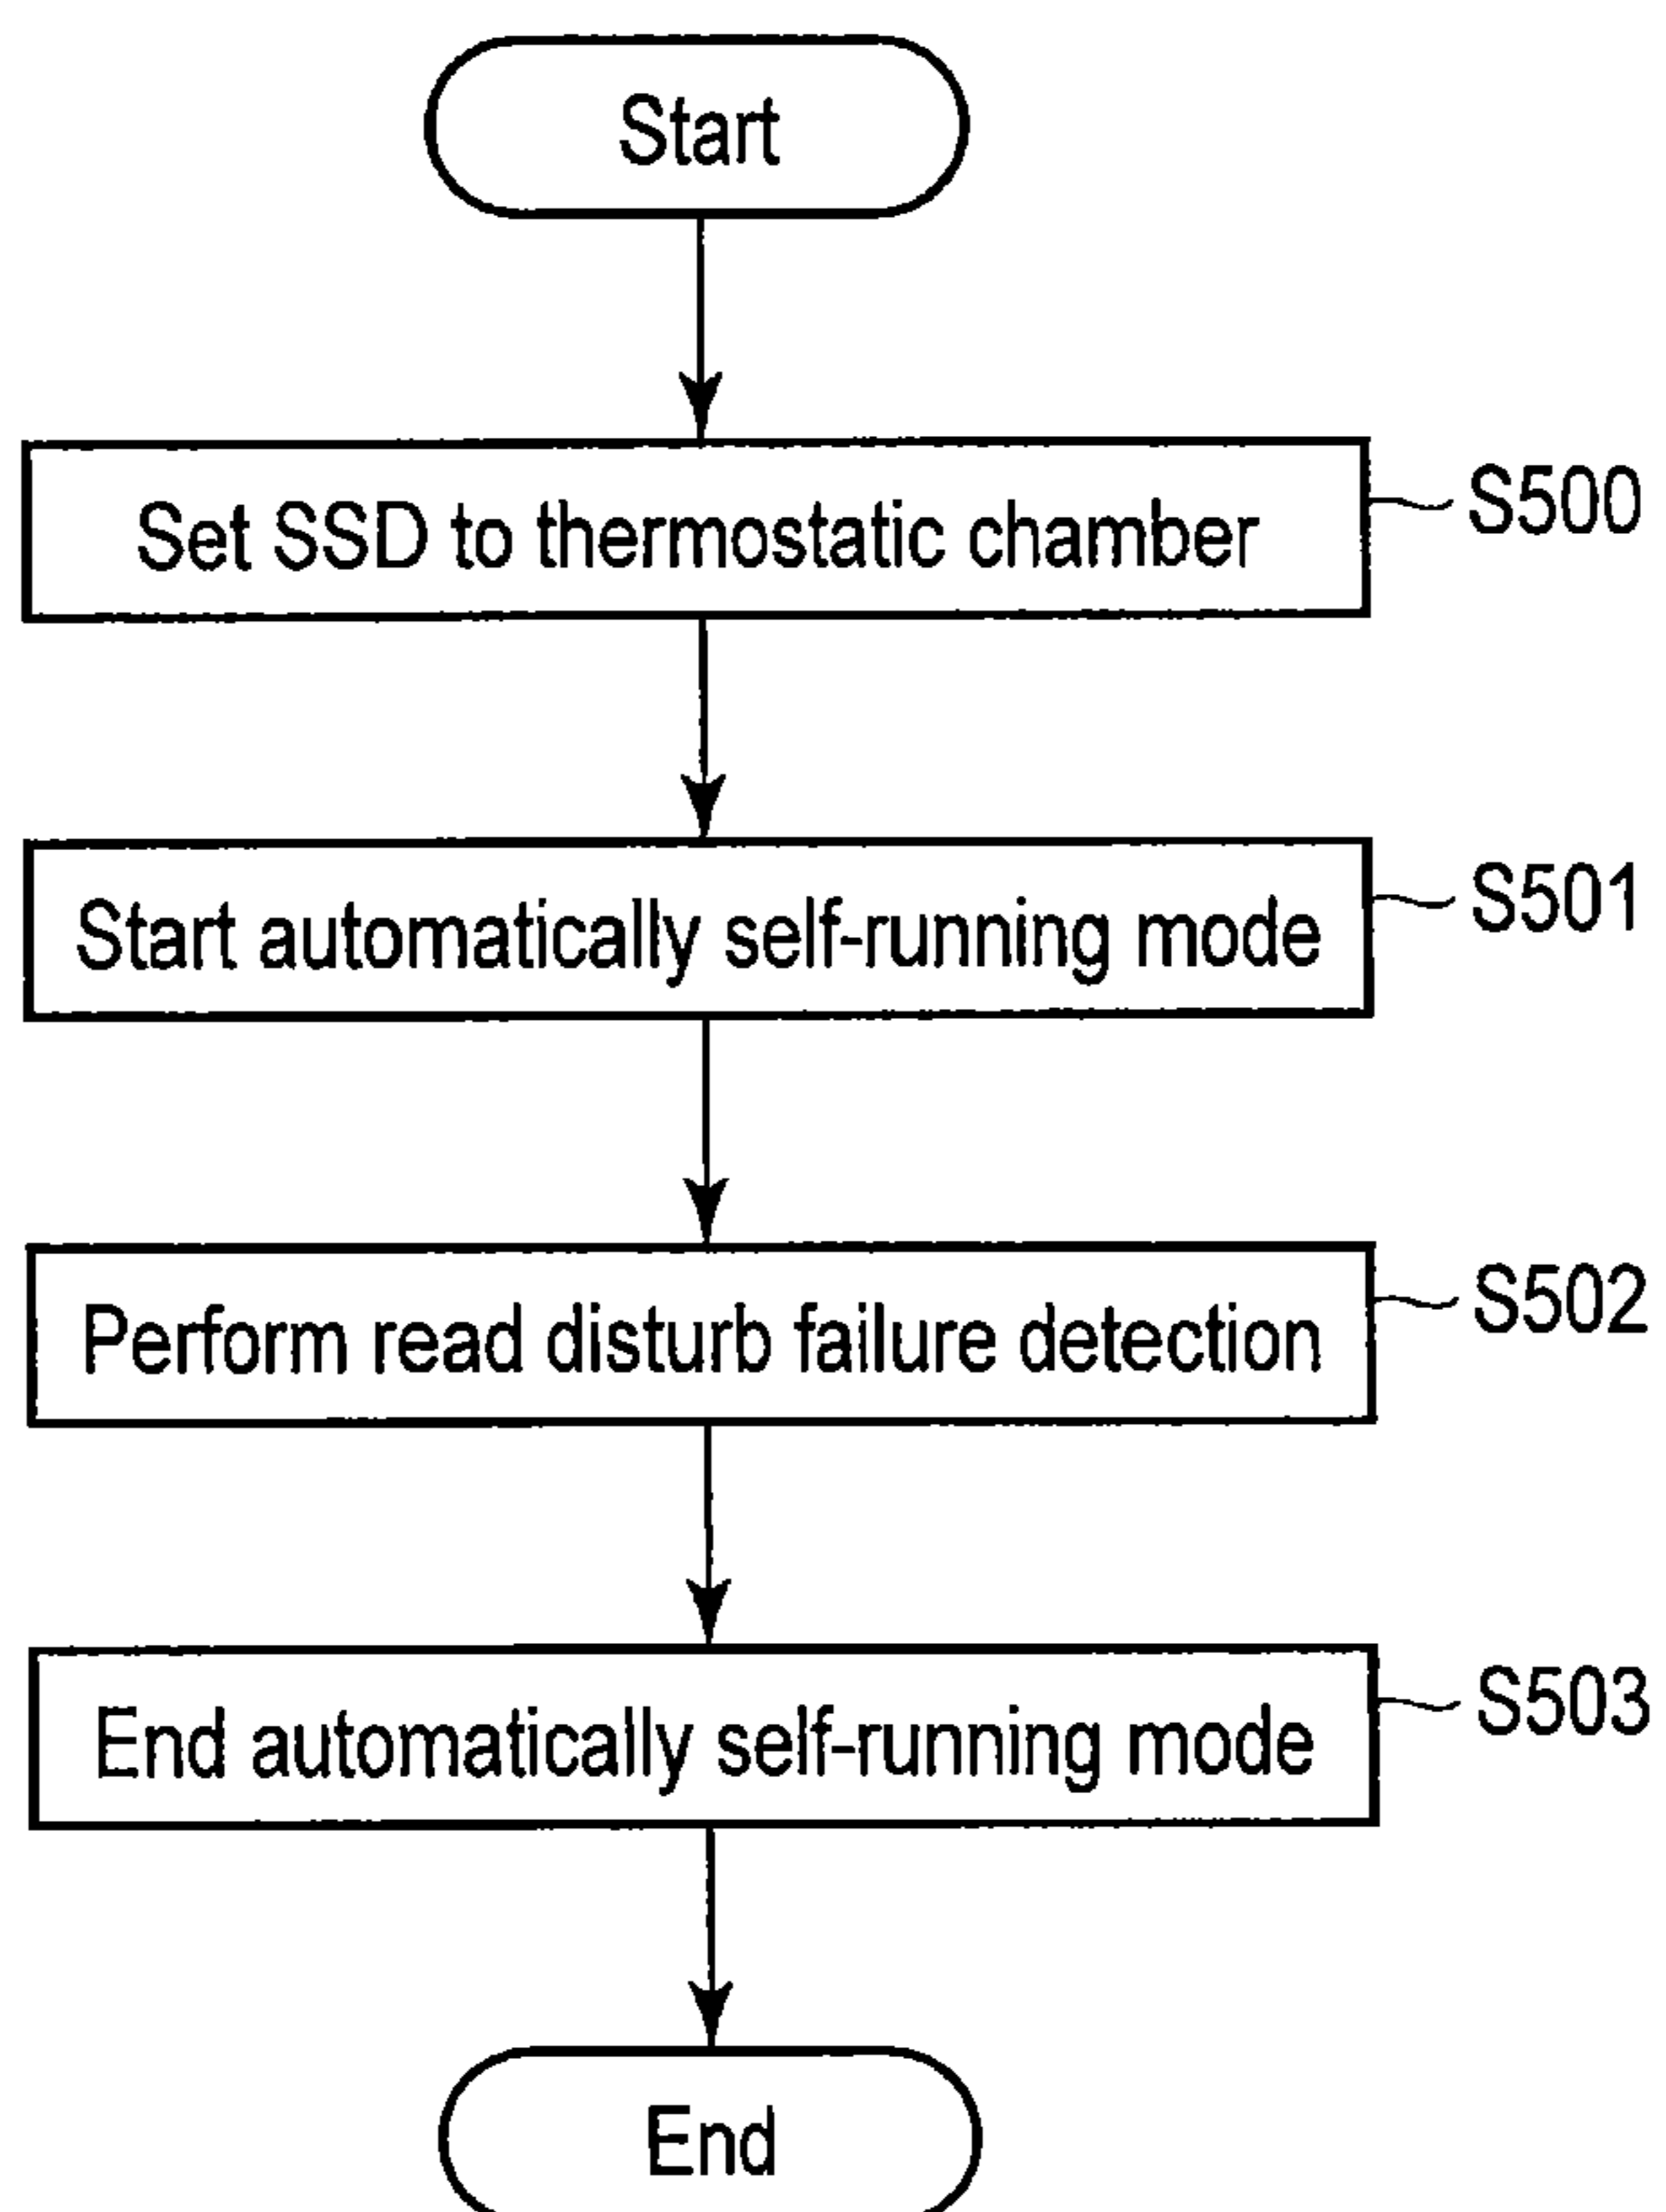 Start
Set SSD to thermostatic chamber
S500
Start automatically self-running mode
S501
Perform read disturb failure detection
S502
End automatically self-running mode
S503
End